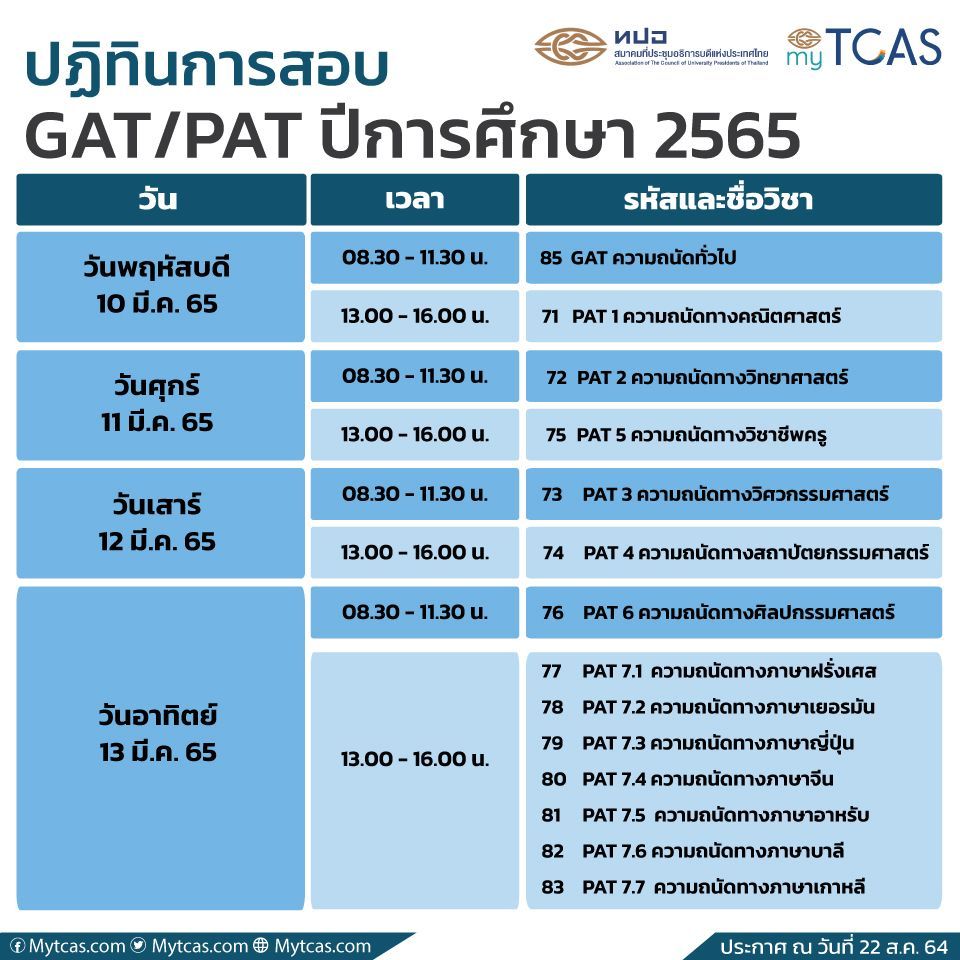 ทปอ
สมาคมที่ประชุมอธิการบดีแห่งประเทศไทย
Association of The Council of University Presidents of Thailand
myTCAS
ปฏิทินการสอบ
GAT/PAT ปีการศึกษา 2565
วัน เวลา รหัสและชื่อวิชา
วันพฤหัสบดี
10 มี.ค. 65
08.30 - 11.30 น. 85 GAT ความถนัดทั่วไป
13.00 - 16.00 น. 71 PAT 1 ความถนัดทางคณิตศาสตร์
วันศุกร์
11 มี.ค. 65
08.30 - 11.30 น. 72 PAT 2 ความถนัดทางวิทยาศาสตร์
13.00 - 16.00 น. 75 PAT 5 ความถนัดทางวิชาชีพครู
วันเสาร์
12 มี.ค. 65
08.30 - 11.30 น. 73 PAT 3 ความถนัดทางวิศวกรรมศาสตร์
13.00 - 16.00 น. 74 PAT 4 ความถนัดทางสถาปัตยกรรมศาสตร์
วันอาทิตย์
13 มี.ค. 65
08.30 - 11.30 น. 76 PAT 6 ความถนัดทางศิลปกรรมศาสตร์
13.00 - 16.00 น.
77 PAT 7.1 ความถนัดทางภาษาฝรั่งเศส
78 PAT 7.2 ความถนัดทางภาษาเยอรมัน
79 PAT 7.3 ความถนัดทางภาษาญี่ปุ่น
80 PAT 7.4 ความถนัดทางภาษาจีน
81 PAT 7.5 ความถนัดทางภาษาอาหรับ
82 PAT 7.6 ความถนัดทางภาษาบาลี
83 PAT 7.7 ความถนัดทางภาษาเกาหลี
Mytcas.com Mytcas.com Mytcas.com
ประกาศ ณ วันที่ 22 ส.ค. 64